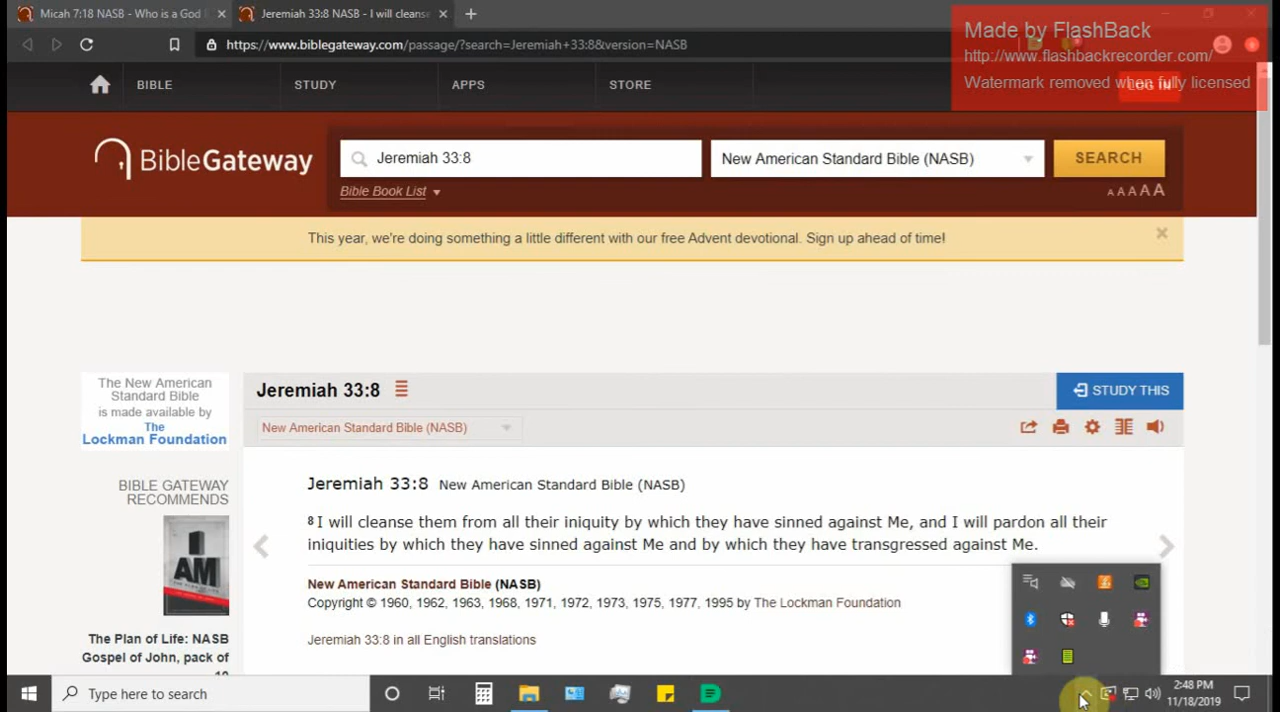 Micah 7:18 NASB - Who is a God
Jeremiah 33:8 NASB - I will cleanse
Made by FlashBack
http://www.flashbackrecorder.com/
Watermark removed when fully licensed
https://www.biblegateway.com/passage/?search=Jeremiah+33:8&version=NASB
BIBLE STUDY APPS STORE LOG IN
BibleGateway
Jeremiah 33:8
New American Standard Bible (NASB)
SEARCH
Bible Book List
A A A A A
This year, we're doing something a little different with our free Advent devotional. Sign up ahead of time!
The New American
Standard Bible
is made available by
The
Lockman Foundation
Jeremiah 33:8
STUDY THIS
New American Standard Bible (NASB)
BIBLE GATEWAY
RECOMMENDS
AM
The Plan of Life: NASB
Gospel of John, pack of
Jeremiah 33:8 New American Standard Bible (NASB)
8 I will cleanse them from all their iniquity by which they have sinned against Me, and I will pardon all their
iniquities by which they have sinned against Me and by which they have transgressed against Me.
New American Standard Bible (NASB)
Copyright © 1960, 1962, 1963, 1968, 1971, 1972, 1973, 1975, 1977, 1995 by The Lockman Foundation
Jeremiah 33:8 in all English translations
Type here to search
2:48 PM
11/18/2019